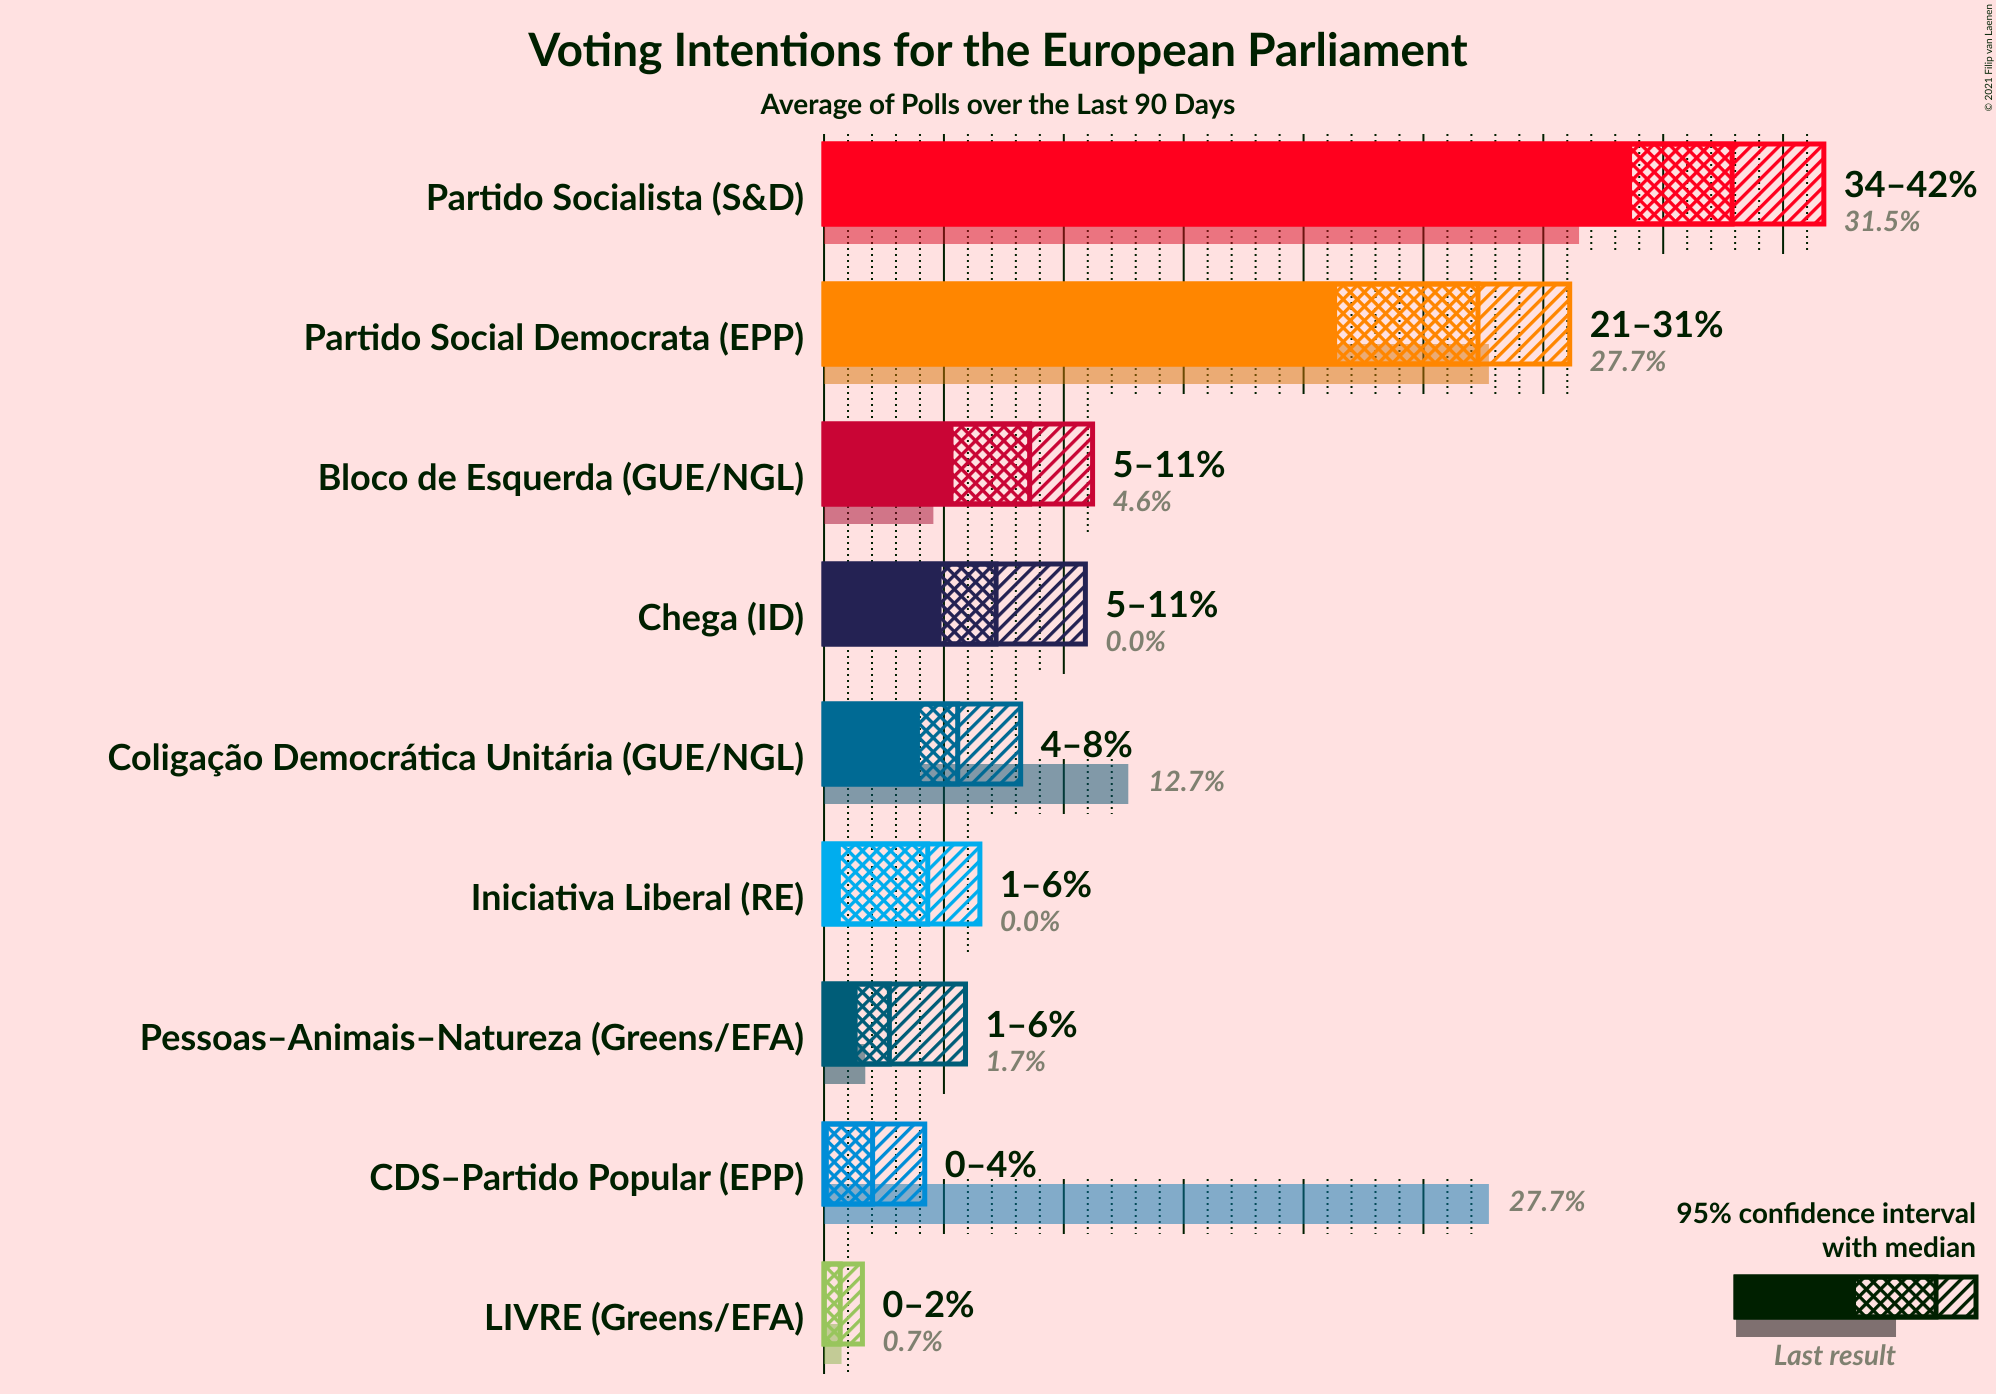 Voting Intentions for the European Parliament
Average of Polls over the Last 90 Days
© 2021 Filip van Laenen
Partido Socialista (S&D)
34–42%
31.5%
Partido Social Democrata (EPP)
21–31%
27.7%
Bloco de Esquerda (GUE/NGL)
5–11%
4.6%
Chega (ID)
5–11%
0.0%
Coligação Democrática Unitária (GUE/NGL)
4–8%
12.7%
Iniciativa Liberal (RE)
1–6%
0.0%
Pessoas–Animais–Natureza (Greens/EFA)
1–6%
1.7%
CDS–Partido Popular (EPP)
0–4%
27.7%
LIVRE (Greens/EFA)
0–2%
0.7%
95% confidence interval
with median
Last result